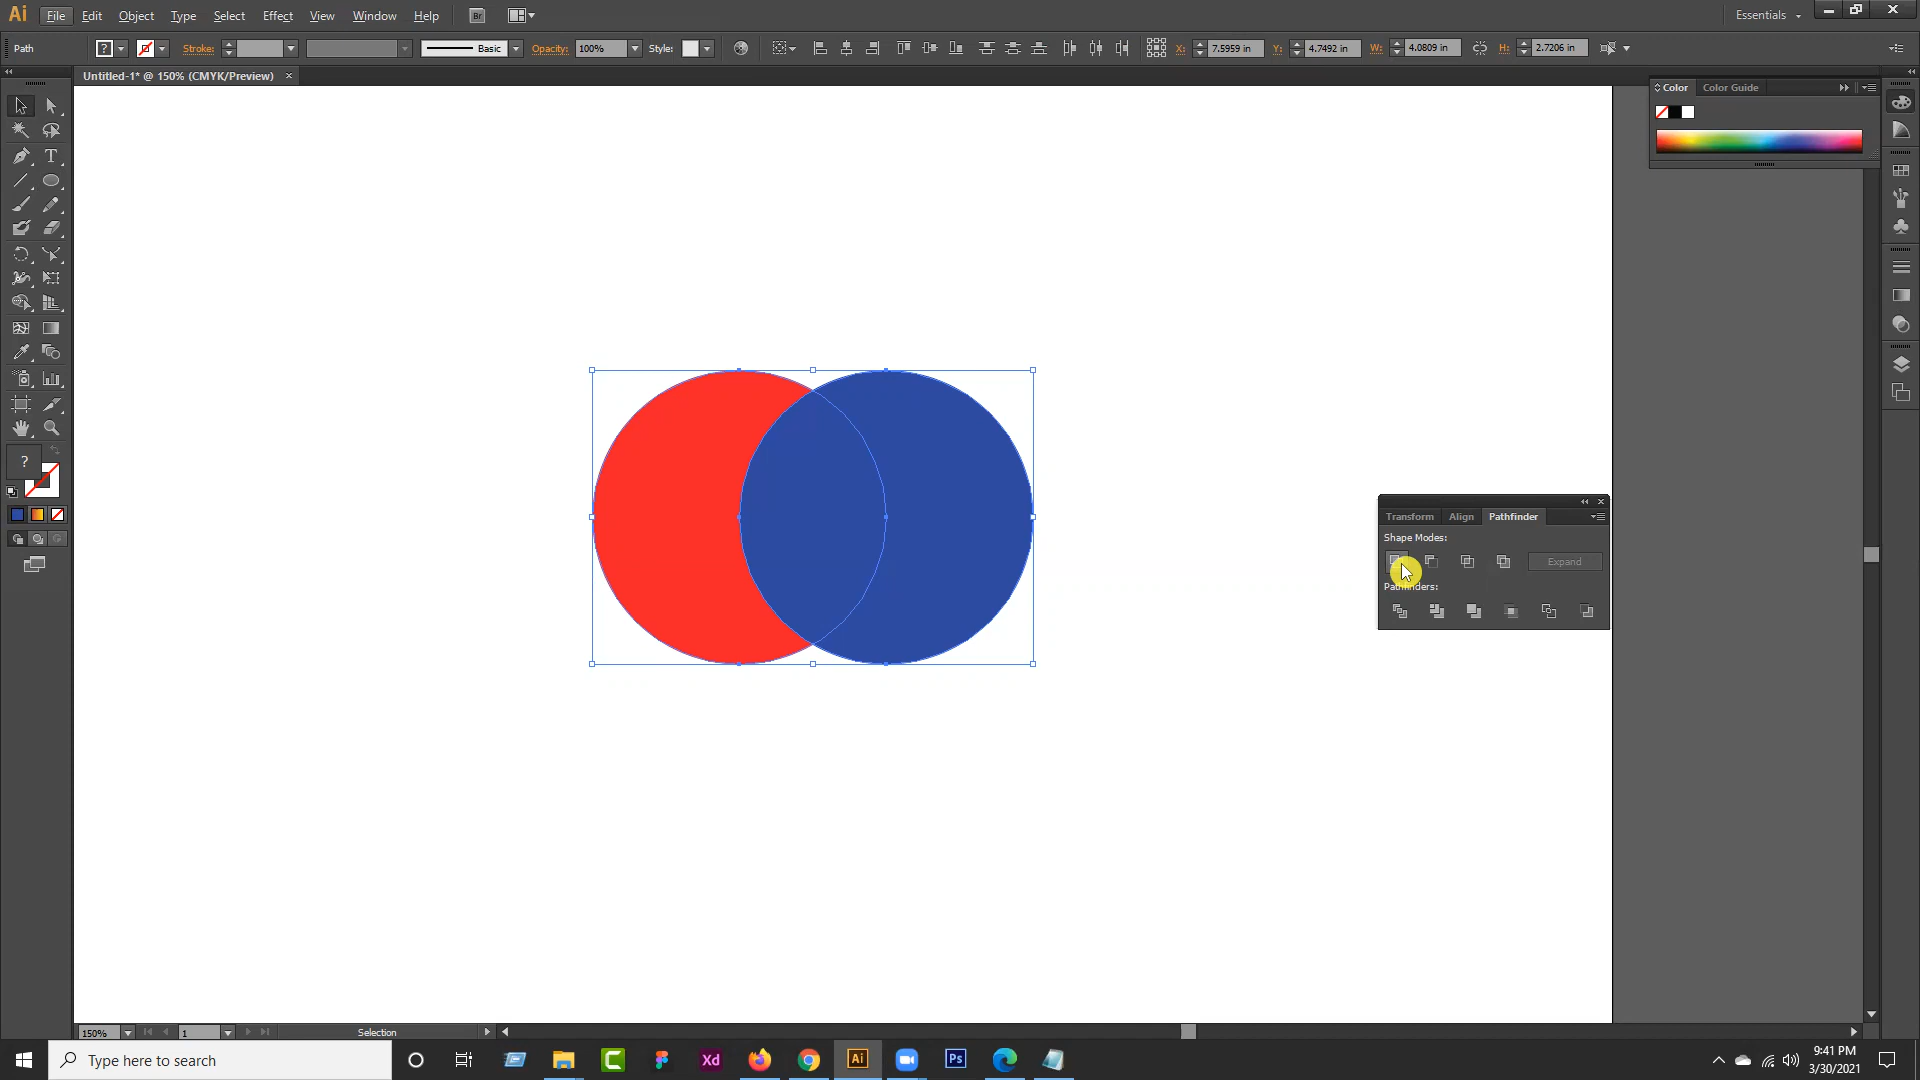 Ai File Edit Object Type Select Effect View Window Help Br Essentials
Path ? Stroke: Basic Opacity: 100% Style: X: 7.5959 in Y: 4.7492 in W: 4.0809 in H: 2.7206 in
Untitled-1* @ 150% (CMYK/Preview)
Color Color Guide
T
?
Transform Align Pathfinder
Shape Modes:
Expand
Pathfinders:
150% 1 Selection
Type here to search Xd Ai Ps
9:41 PM
3/30/2021